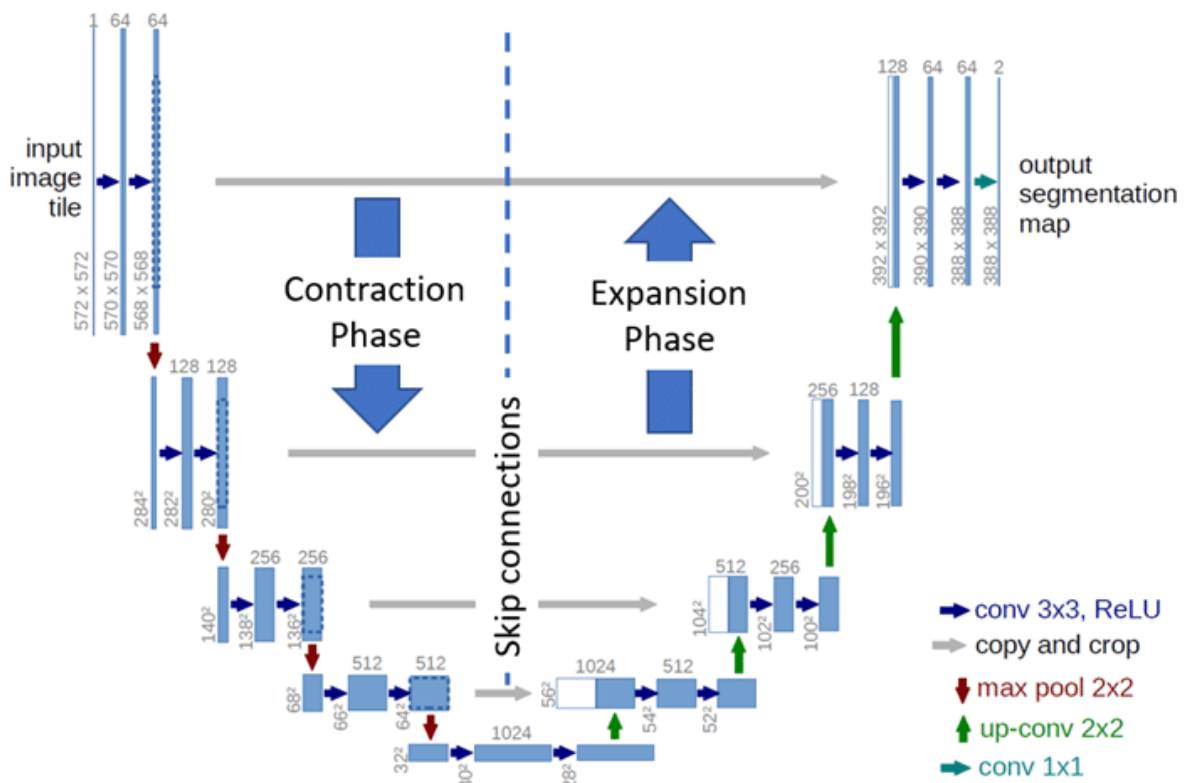 1 64 64
128 64 64 2
input
image
tile
output
segmentation
map
572 x 572
570 x 570
568 x 568
392 x 392
390 x 390
388 x 388
388 x 388
Contraction
Phase
Expansion
Phase
Skip connections
128 128
256 128
284²
282²
280²
200²
198²
196²
256 256
512 256
140²
138²
136²
104²
102²
100²
512 512
1024 512
68²
66²
64²
56²
54²
52²
1024
32²
conv 3x3, ReLU
copy and crop
max pool 2x2
up-conv 2x2
conv 1x1